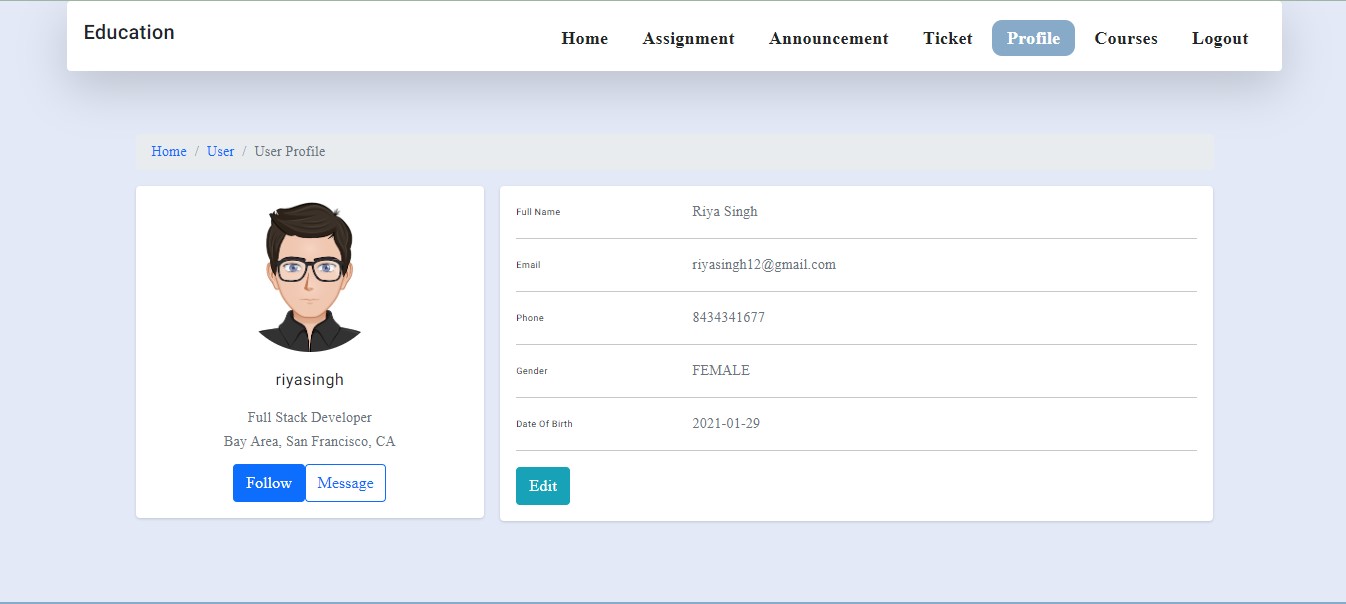 Education
Home Assignment Announcement Ticket Profile Courses Logout
Home / User / User Profile
riyasingh
Full Stack Developer
Bay Area, San Francisco, CA
Follow Message
Full Name Riya Singh
Email riyasingh12@gmail.com
Phone 8434341677
Gender FEMALE
Date Of Birth 2021-01-29
Edit